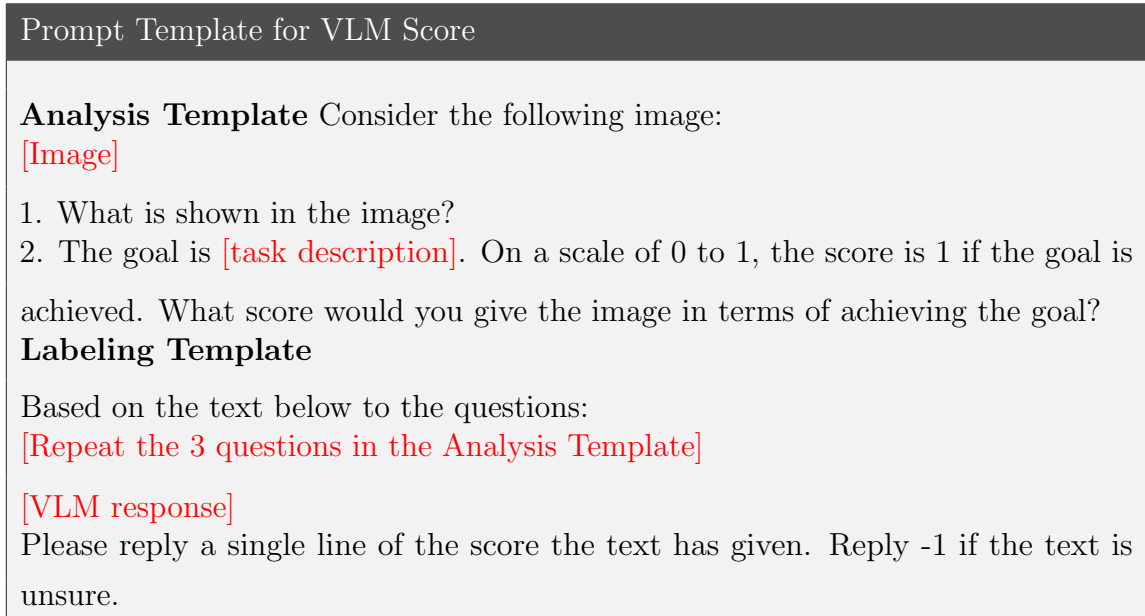 Prompt Template for VLM Score
Analysis Template Consider the following image:
[Image]
1. What is shown in the image?
2. The goal is [task description]. On a scale of 0 to 1, the score is 1 if the goal is
achieved. What score would you give the image in terms of achieving the goal?
Labeling Template
Based on the text below to the questions:
[Repeat the 3 questions in the Analysis Template]
[VLM response]
Please reply a single line of the score the text has given. Reply -1 if the text is
unsure.